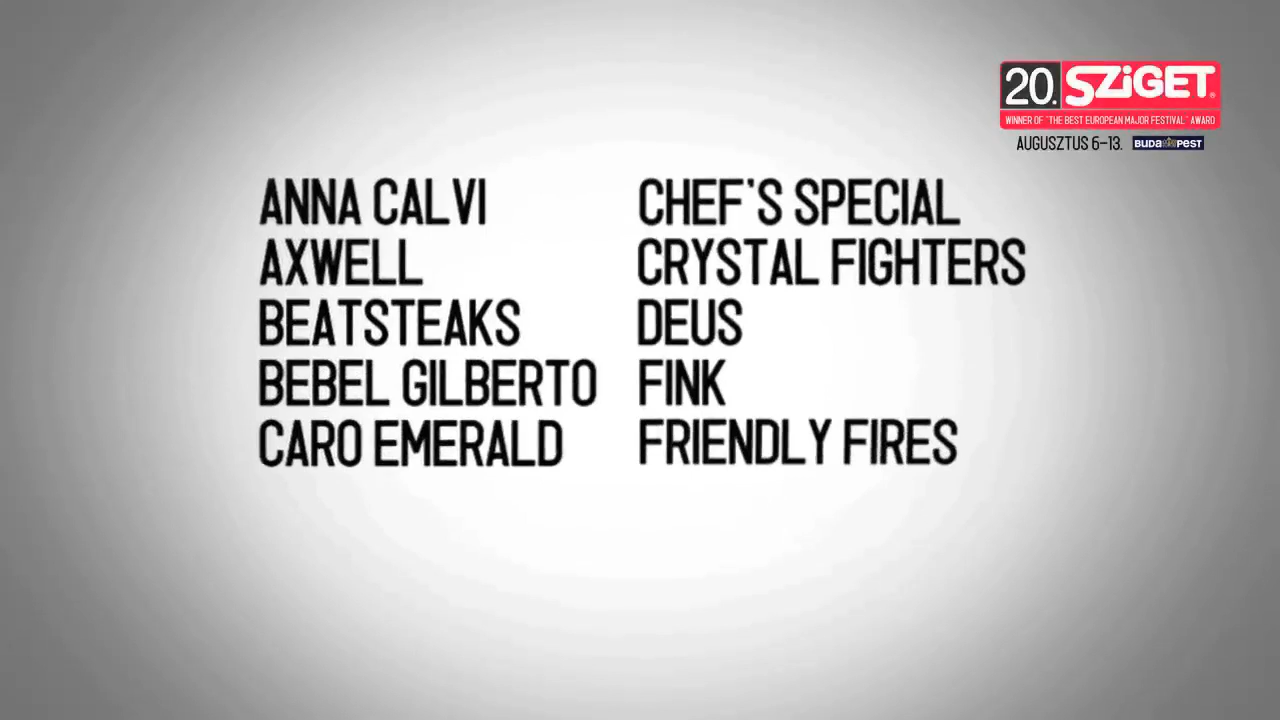 20. SZiGET
WINNER OF "THE BEST EUROPEAN MAJOR FESTIVAL" AWARD
AUGUSZTUS 6-13. BUDAPEST
ANNA CALVI
AXWELL
BEATSTEAKS
BEBEL GILBERTO
CARO EMERALD
CHEF'S SPECIAL
CRYSTAL FIGHTERS
DEUS
FINK
FRIENDLY FIRES